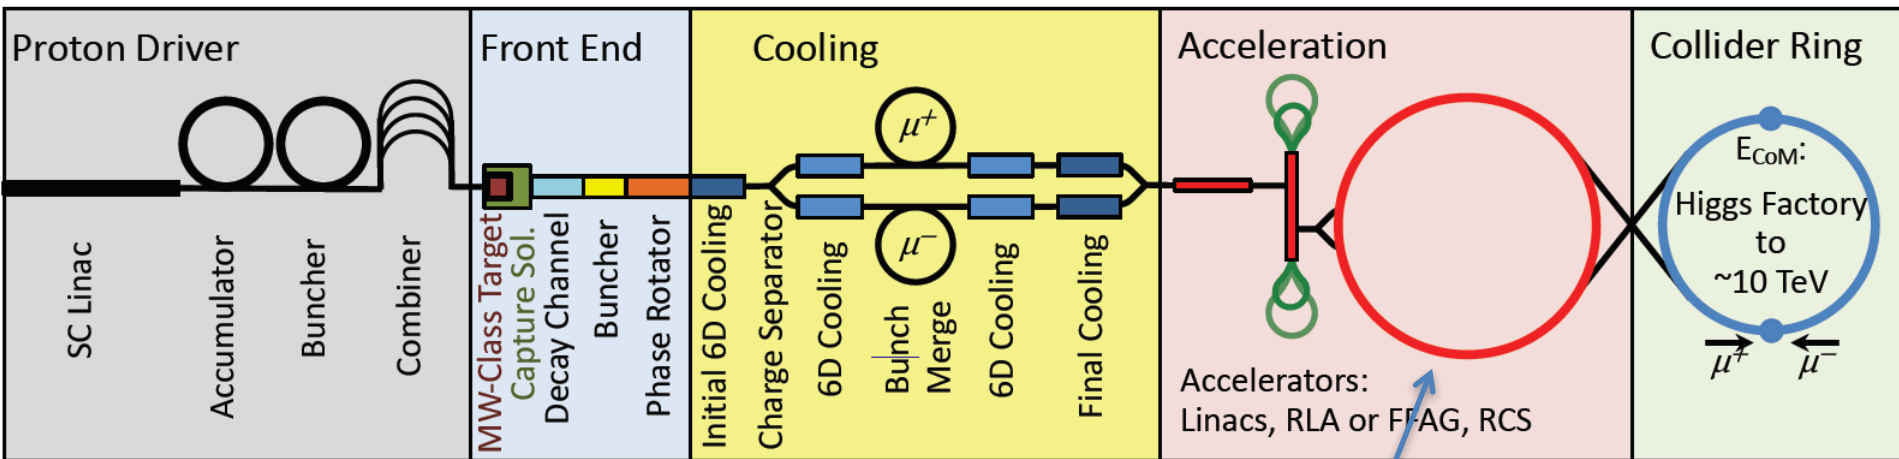 Proton Driver
SC Linac
Accumulator
Buncher
Combiner
Front End
MW-Class Target
Capture Sol.
Decay Channel
Buncher
Phase Rotator
Cooling
μ+
μ−
Initial 6D Cooling
Charge Separator
6D Cooling
Bunch
Merge
6D Cooling
Final Cooling
Acceleration
Accelerators:
Linacs, RLA or FFAG, RCS
Collider Ring
ECoM:
Higgs Factory
to
~10 TeV
μ+
μ−